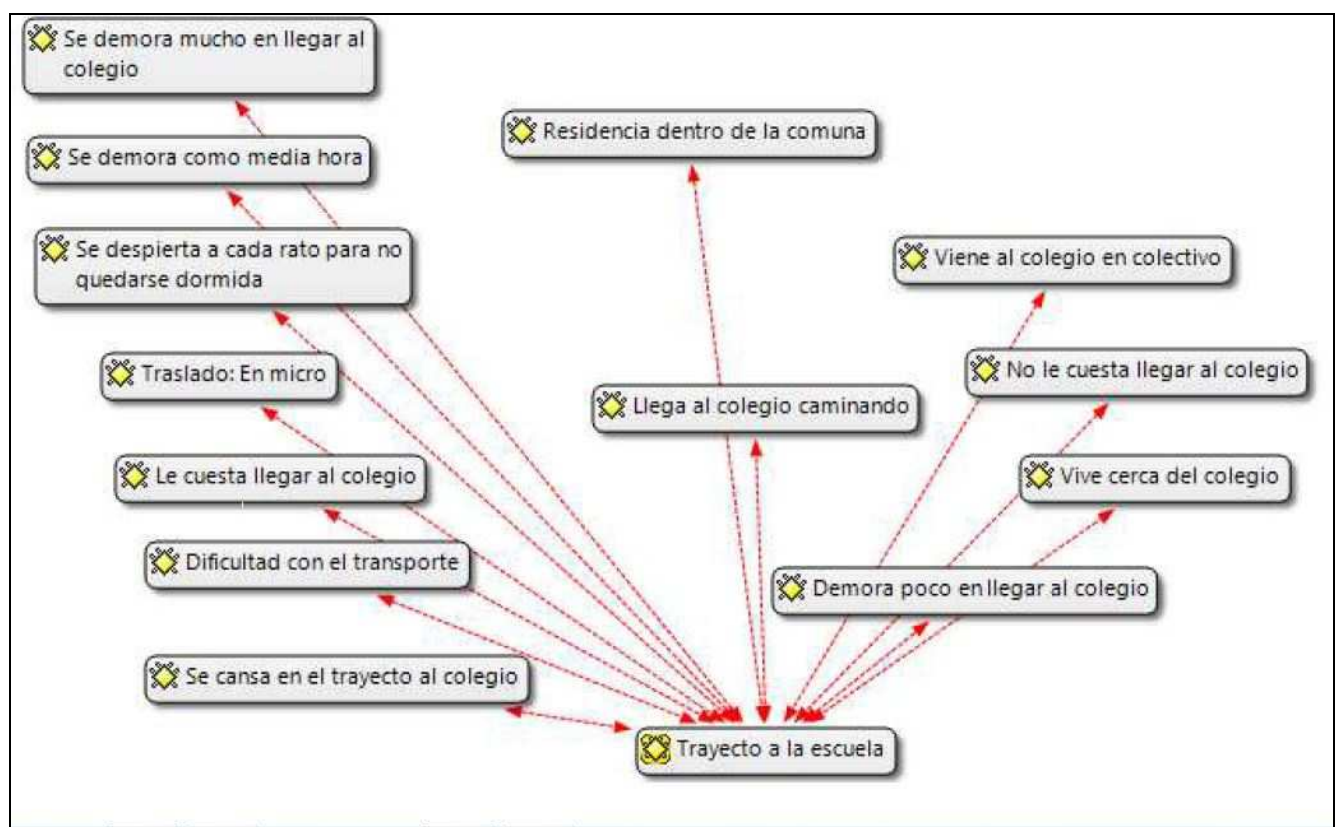 Se demora mucho en llegar al
colegio
Residencia dentro de la comuna
Se demora como media hora
Se despierta a cada rato para no
quedarse dormida
Viene al colegio en colectivo
Traslado: En micro
No le cuesta llegar al colegio
Llega al colegio caminando
Le cuesta llegar al colegio
Vive cerca del colegio
Dificultad con el transporte
Demora poco en llegar al colegio
Se cansa en el trayecto al colegio
Trayecto a la escuela